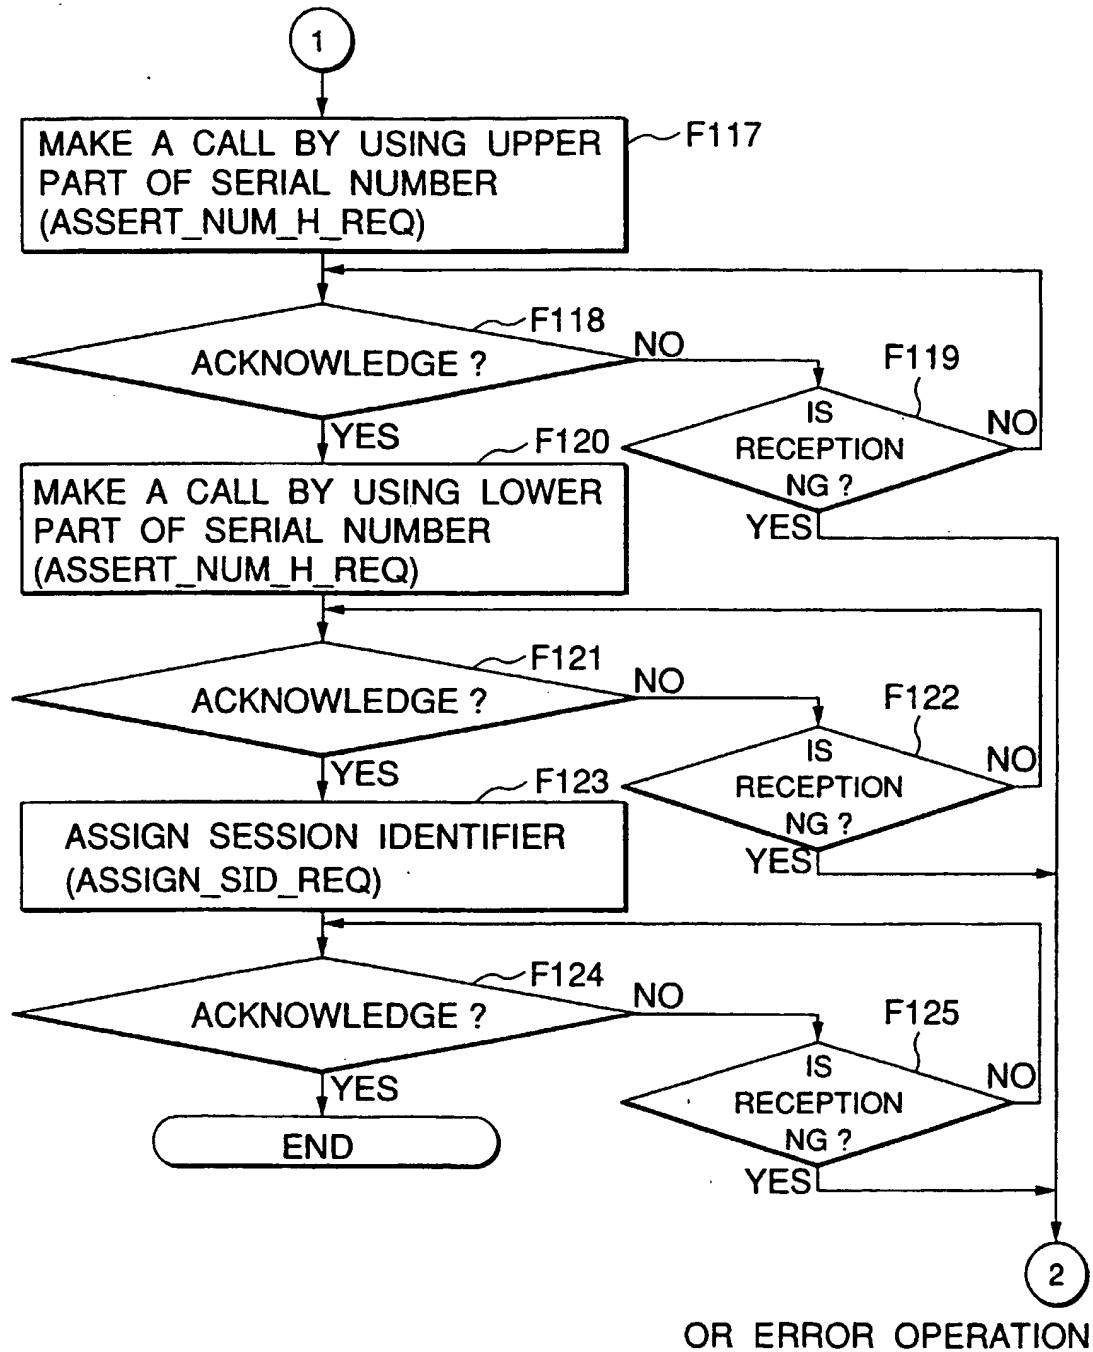 1
MAKE A CALL BY USING UPPER
PART OF SERIAL NUMBER
(ASSERT_NUM_H_REQ)
F117
F118
ACKNOWLEDGE ?
NO
YES
F119
IS
RECEPTION
NG ?
NO
YES
F120
MAKE A CALL BY USING LOWER
PART OF SERIAL NUMBER
(ASSERT_NUM_H_REQ)
F121
ACKNOWLEDGE ?
NO
YES
F122
IS
RECEPTION
NG ?
NO
YES
F123
ASSIGN SESSION IDENTIFIER
(ASSIGN_SID_REQ)
F124
ACKNOWLEDGE ?
NO
YES
F125
IS
RECEPTION
NG ?
NO
YES
END
2
OR ERROR OPERATION